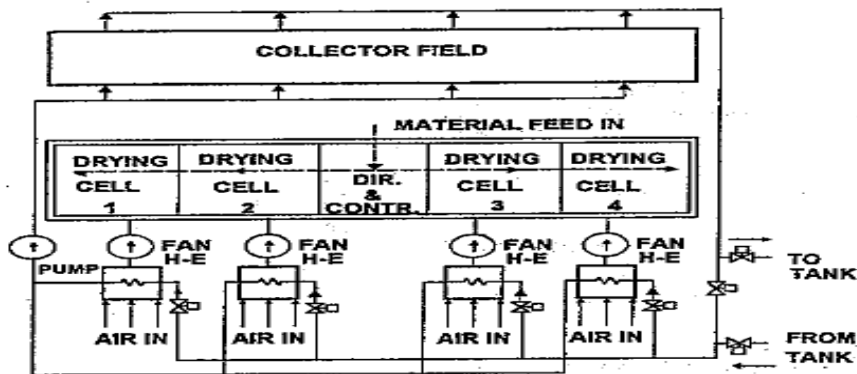 COLLECTOR FIELD
MATERIAL FEED IN
DRYING CELL 1
DRYING CELL 2
DIR. & CONTR.
DRYING CELL 3
DRYING CELL 4
FAN H-E
FAN H-E
FAN H-E
FAN H-E
PUMP
TO TANK
AIR IN
AIR IN
AIR IN
AIR IN
FROM TANK